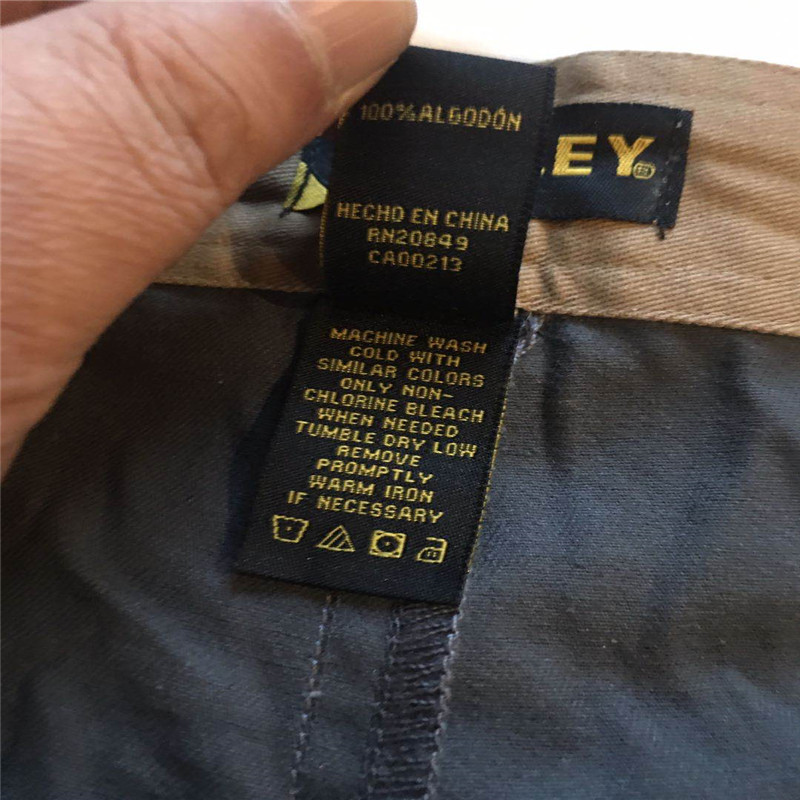 100% ALGODÓN
HECHO EN CHINA
RN20849
CA00213
EY
MACHINE WASH
COLD WITH
SIMILAR COLORS
ONLY NON-
CHLORINE BLEACH
WHEN NEEDED
TUMBLE DRY LOW
REMOVE
PROMPTLY
WARM IRON
IF NECESSARY